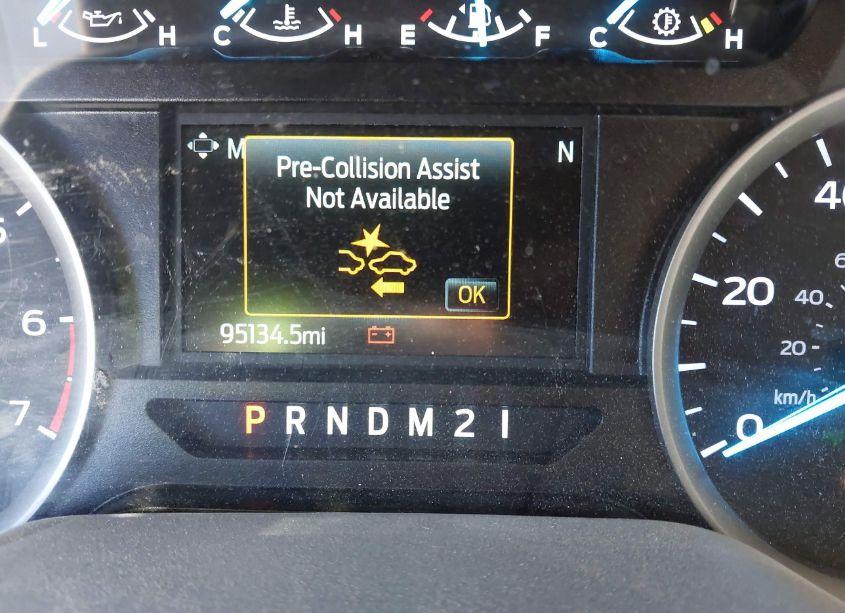 L H C H E F C H
M N
Pre-Collision Assist
Not Available
OK
95134.5mi
P R N D M 2 1
6
7
40
20
0
40
20
km/h